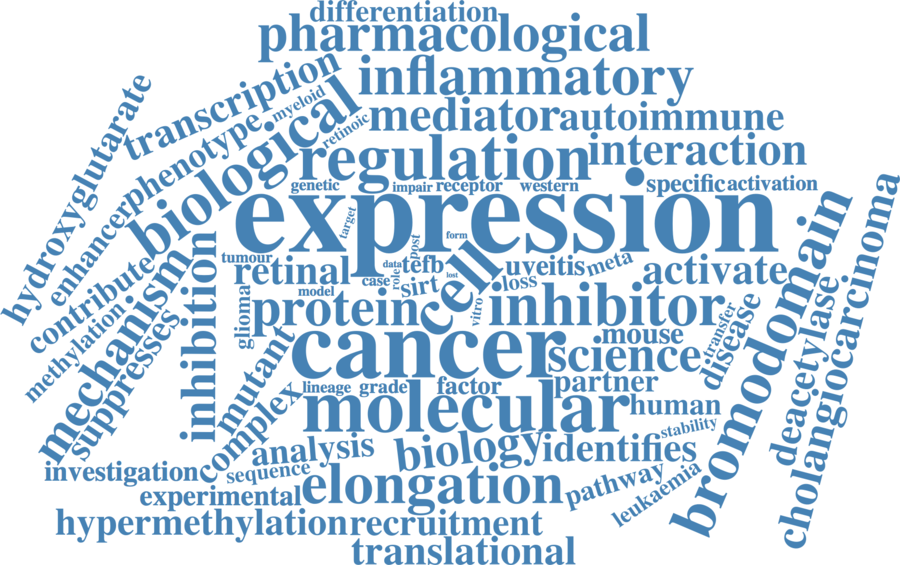 differentiation
pharmacological
inflammatory
transcription
myeloid
mediator
autoimmune
retinoic
hydroxyglutarate
phenotype
biological
regulation
interaction
enhancer
genetic
impair
receptor
western
specific
activation
expression
target
form
post
contribute
mechanism
inhibition
tumour
retinal
data
tefb
cell
lost
uveitis
meta
activate
case
role
sirt
loss
model
methylation
suppresses
glioma
protein
vitro
inhibitor
transfer
disease
bromodomain
deacetylase
cholangiocarcinoma
mutant
cancer
science
mouse
partner
complex
lineage
grade
factor
molecular
human
stability
analysis
biology
identifies
investigation
sequence
experimental
elongation
pathway
leukaemia
hypermethylation
recruitment
translational